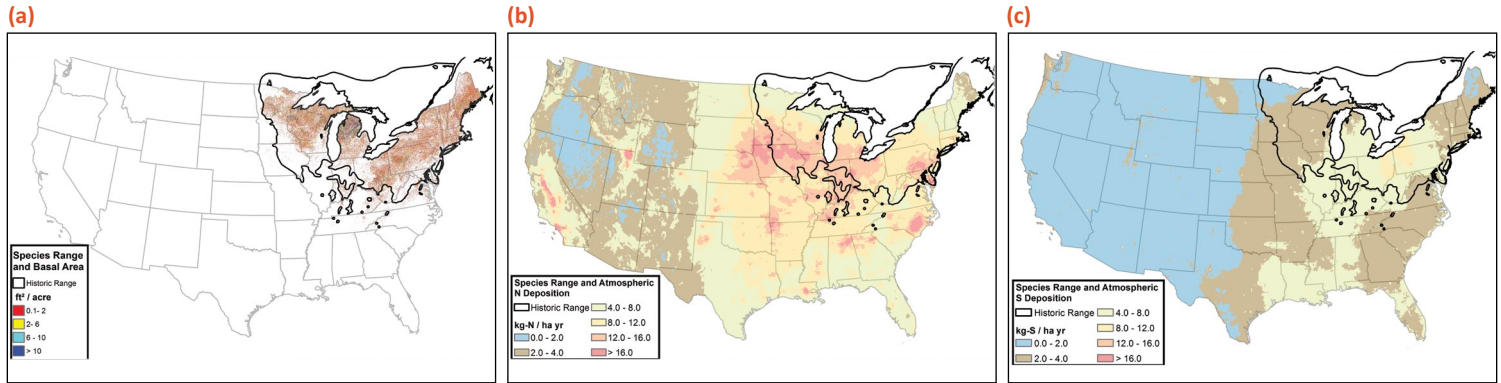 (a)
(b)
(c)
Species Range
and Basal Area
Historic Range
ft² / acre
0.1- 2
2- 6
6 - 10
> 10
Species Range and Atmospheric
N Deposition
Historic Range
kg-N / ha yr
0.0 - 2.0
2.0 - 4.0
4.0 - 8.0
8.0 - 12.0
12.0 - 16.0
> 16.0
Species Range and Atmospheric
S Deposition
Historic Range
kg-S / ha yr
0.0 - 2.0
2.0 - 4.0
4.0 - 8.0
8.0 - 12.0
12.0 - 16.0
> 16.0